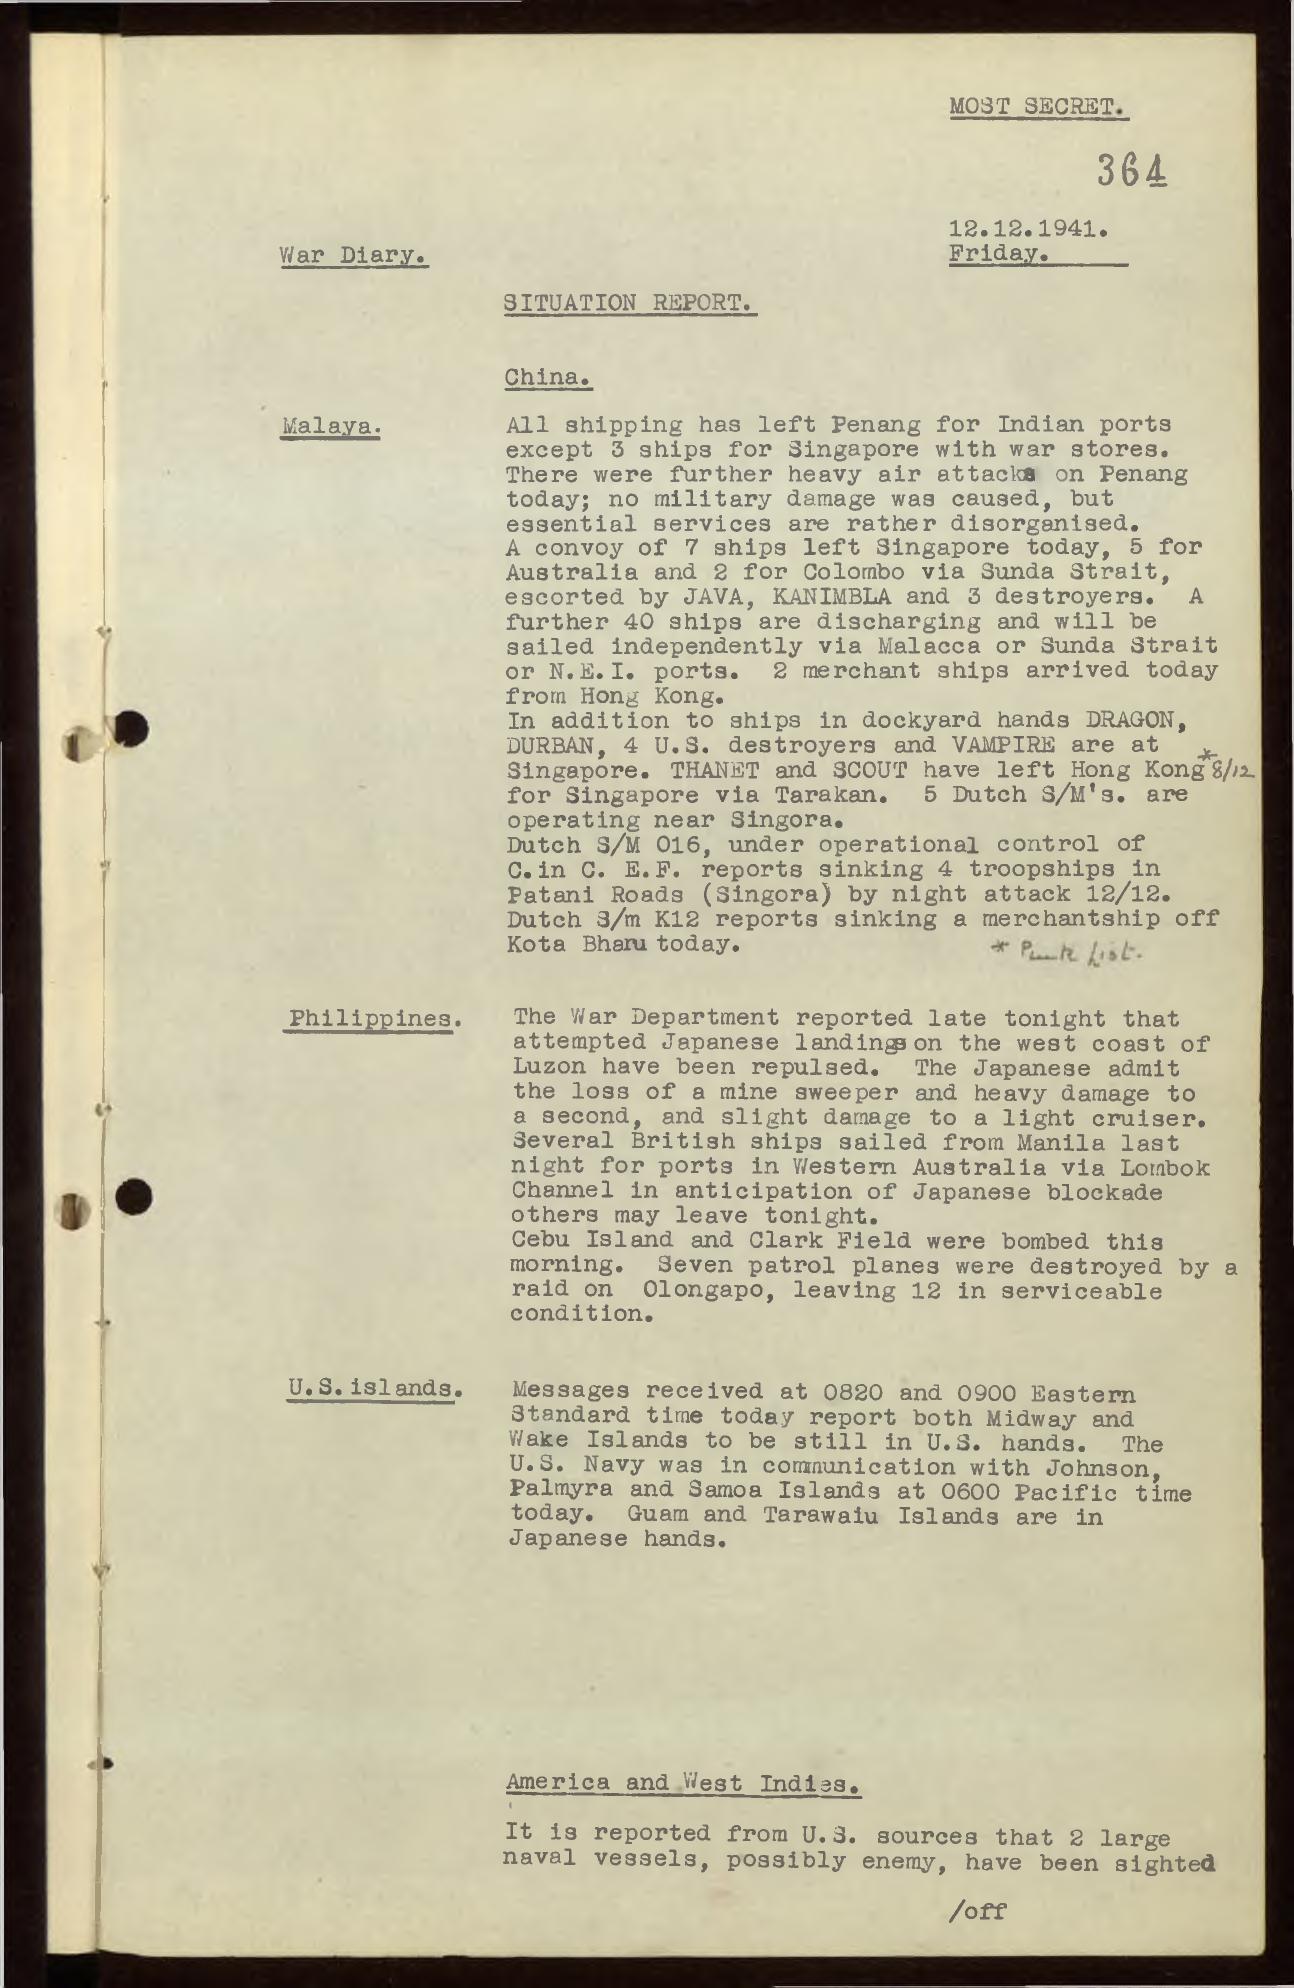 MOST SECRET.
364
12.12.1941.
War Diary.
Friday.
SITUATION REPORT.
China.
Malaya.
All shipping has left Penang for Indian ports
except 3 ships for Singapore with war stores.
There were further heavy air attacks on Penang
today; no military damage was caused, but
essential services are rather disorganised.
A convoy of 7 ships left Singapore today, 5 for
Australia and 2 for Colombo via Sunda Strait,
escorted by JAVA, KANIMBLA and 3 destroyers. A
further 40 ships are discharging and will be
sailed independently via Malacca or Sunda Strait
or N.E.I. ports. 2 merchant ships arrived today
from Hong Kong.
In addition to ships in dockyard hands DRAGON,
DURBAN, 4 U.S. destroyers and VAMPIRE are at
Singapore. THANET and SCOUT have left Hong Kong * 8/12
for Singapore via Tarakan. 5 Dutch S/M's. are
operating near Singora.
Dutch S/M O16, under operational control of
C.in C. E.F. reports sinking 4 troopships in
Patani Roads (Singora) by night attack 12/12.
Dutch S/m K12 reports sinking a merchantship off
Kota Bharu today.
* Pink List.
Philippines.
The War Department reported late tonight that
attempted Japanese landings on the west coast of
Luzon have been repulsed. The Japanese admit
the loss of a mine sweeper and heavy damage to
a second, and slight damage to a light cruiser.
Several British ships sailed from Manila last
night for ports in Western Australia via Lombok
Channel in anticipation of Japanese blockade
others may leave tonight.
Cebu Island and Clark Field were bombed this
morning. Seven patrol planes were destroyed by a
raid on Olongapo, leaving 12 in serviceable
condition.
U.S.islands.
Messages received at 0820 and 0900 Eastern
Standard time today report both Midway and
Wake Islands to be still in U.S. hands. The
U.S. Navy was in communication with Johnson,
Palmyra and Samoa Islands at 0600 Pacific time
today. Guam and Tarawaiu Islands are in
Japanese hands.
America and West Indies.
It is reported from U.S. sources that 2 large
naval vessels, possibly enemy, have been sighted
/off